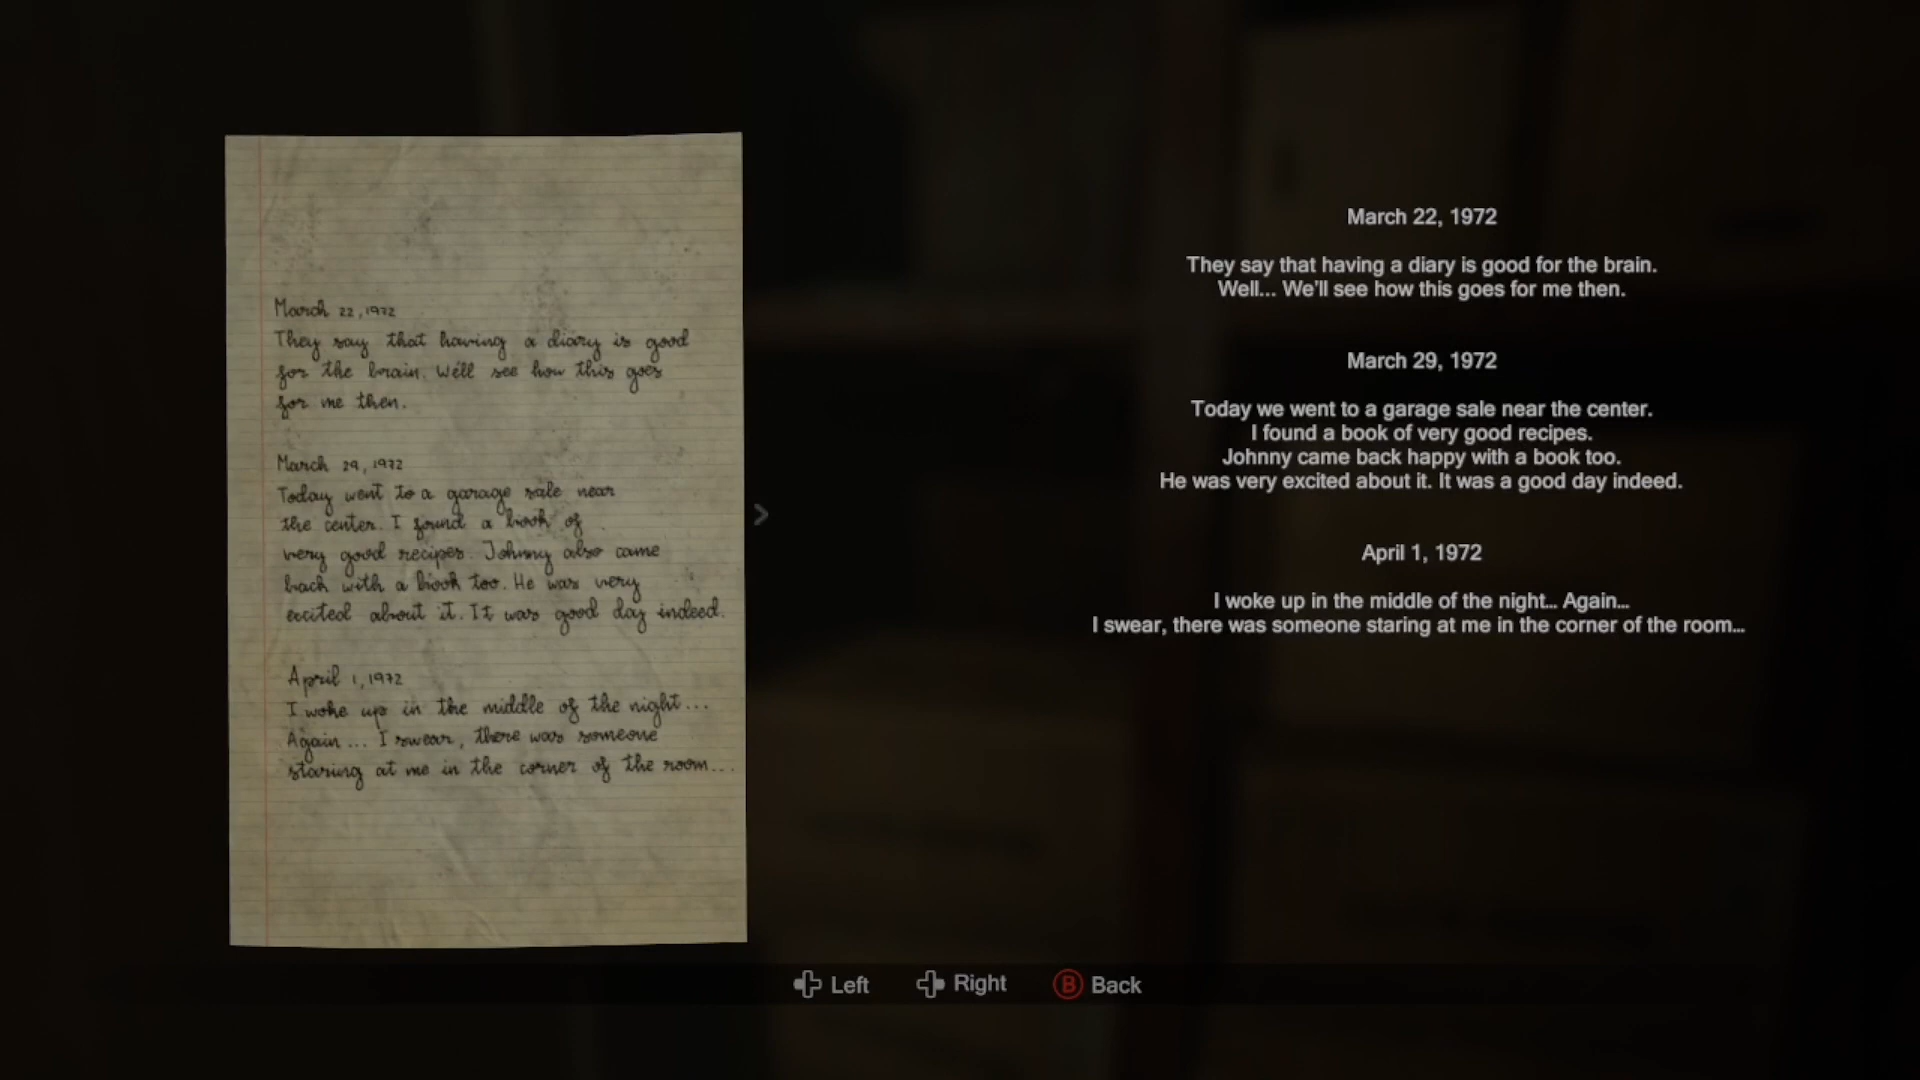 March 22, 1972
They say that having a diary is good
for the brain. We'll see how this goes
for me then.
March 29, 1972
Today went to a garage sale near
the center. I found a book of
very good recipes. Johnny also came
back with a book too. He was very
excited about it. It was good day indeed.
April 1, 1972
I woke up in the middle of the night...
Again... I swear, there was someone
staring at me in the corner of the room...
March 22, 1972
They say that having a diary is good for the brain.
Well... We'll see how this goes for me then.
March 29, 1972
Today we went to a garage sale near the center.
I found a book of very good recipes.
Johnny came back happy with a book too.
He was very excited about it. It was a good day indeed.
April 1, 1972
I woke up in the middle of the night... Again...
I swear, there was someone staring at me in the corner of the room...
Left Right B Back